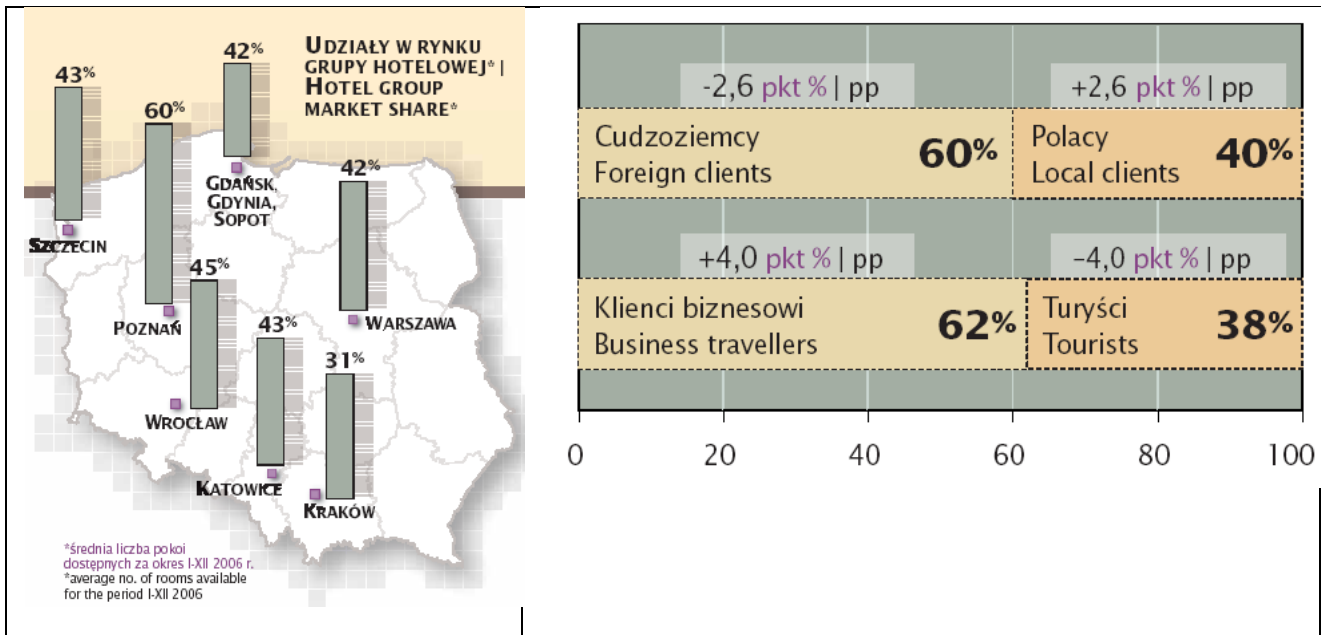 UDZIAŁY W RYNKU
GRUPY HOTELOWEJ* |
HOTEL GROUP
MARKET SHARE*
43%
60%
42%
42%
GDAŃSK,
GDYNIA,
SOPOT
SZCZECIN
45%
POZNAŃ
WARSZAWA
43%
31%
WROCŁAW
KATOWICE
KRAKÓW
*średnia liczba pokoi
dostępnych za okres I-XII 2006 r.
*average no. of rooms available
for the period I-XII 2006
-2,6 pkt % | pp
+2,6 pkt % | pp
Cudzoziemcy
Foreign clients
60%
Polacy
Local clients
40%
+4,0 pkt % | pp
–4,0 pkt % | pp
Klienci biznesowi
Business travellers
62%
Turyści
Tourists
38%
0 20 40 60 80 100